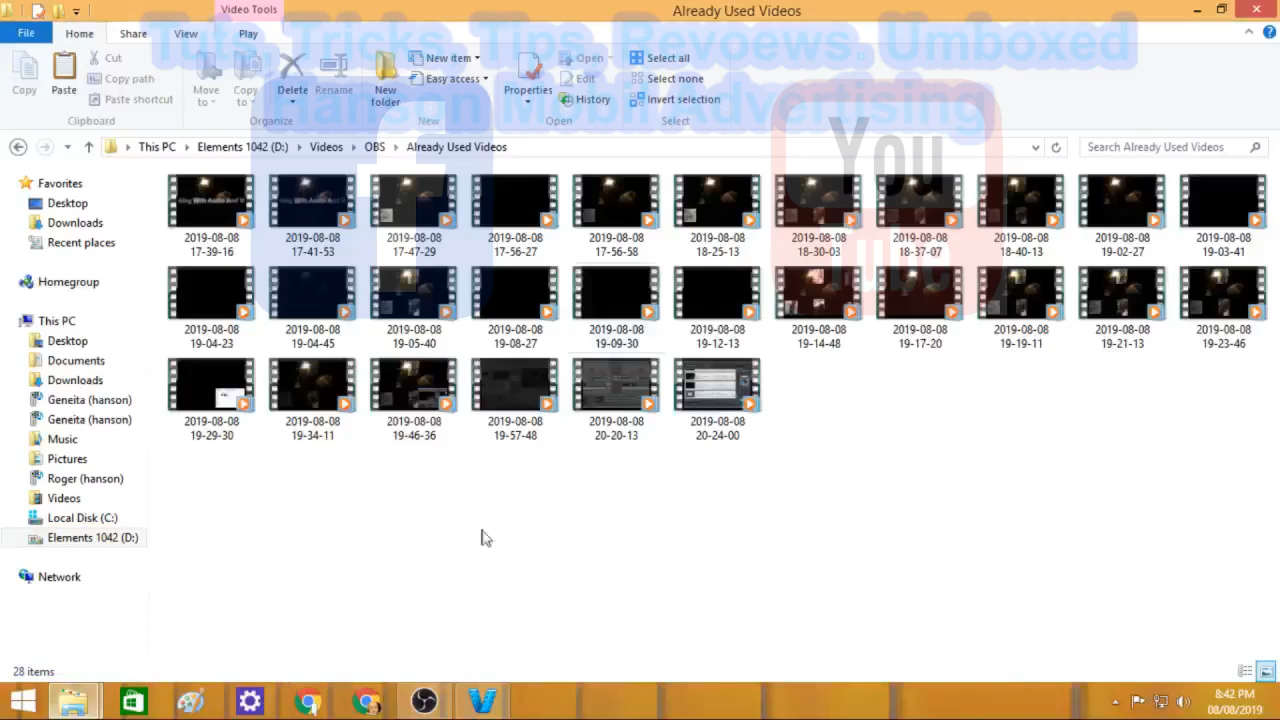 Video Tools
Already Used Videos
File
Home
Share
View
Play
Tuts, Tricks, Tips, Reviews, Unboxed
Hanson Mobil Advertising
Copy
Paste
Cut
Copy path
Paste shortcut
Clipboard
Move to
Copy to
Delete
Rename
Organize
New folder
New item
Easy access
New
Properties
Open
Edit
History
Open
Select all
Select none
Invert selection
Select
This PC
Elements 1042 (D:)
Videos
OBS
Already Used Videos
Search Already Used Videos
You
Tube
Favorites
Desktop
Downloads
Recent places
Homegroup
This PC
Desktop
Documents
Downloads
Geneita (hanson)
Geneita (hanson)
Music
Pictures
Roger (hanson)
Videos
Local Disk (C:)
Elements 1042 (D:)
Network
2019-08-08 17-39-16
2019-08-08 17-41-53
2019-08-08 17-47-29
2019-08-08 17-56-27
2019-08-08 17-56-58
2019-08-08 18-25-13
2019-08-08 18-30-03
2019-08-08 18-37-07
2019-08-08 18-40-13
2019-08-08 19-02-27
2019-08-08 19-03-41
2019-08-08 19-04-23
2019-08-08 19-04-45
2019-08-08 19-05-40
2019-08-08 19-08-27
2019-08-08 19-09-30
2019-08-08 19-12-13
2019-08-08 19-14-48
2019-08-08 19-17-20
2019-08-08 19-19-11
2019-08-08 19-21-13
2019-08-08 19-23-46
2019-08-08 19-29-30
2019-08-08 19-34-11
2019-08-08 19-46-36
2019-08-08 19-57-48
2019-08-08 20-20-13
2019-08-08 20-24-00
28 items
8:42 PM
08/08/2019